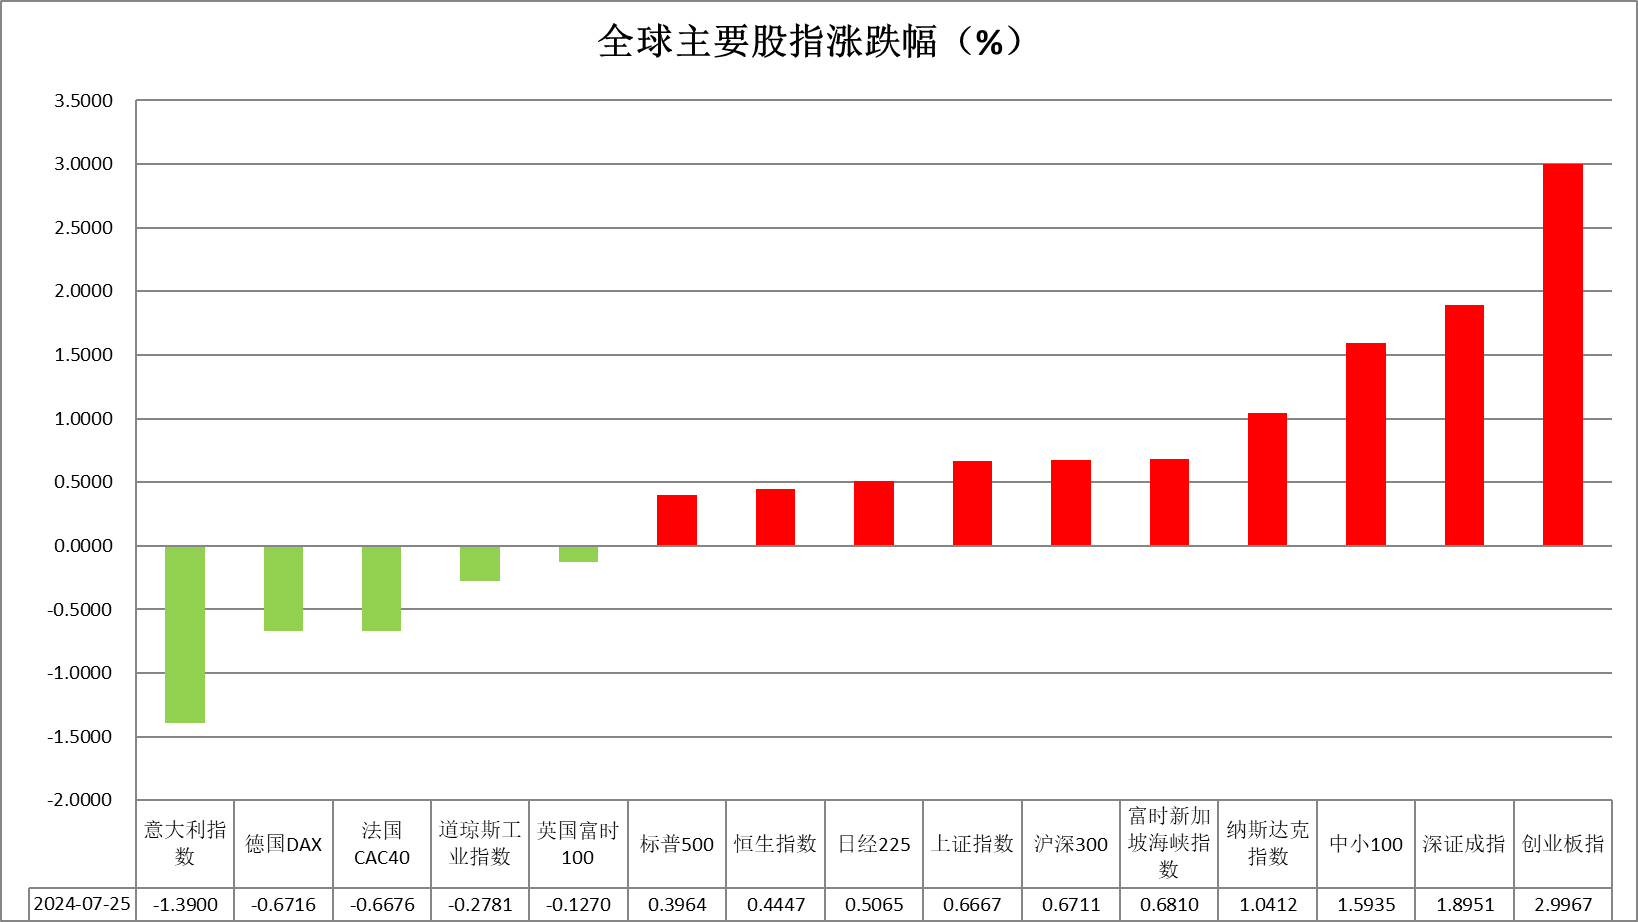 全球主要股指涨跌幅（%）
3.5000
3.0000
2.5000
2.0000
1.5000
1.0000
0.5000
0.0000
-0.5000
-1.0000
-1.5000
-2.0000
意大利指
数
德国DAX
法国
CAC40
道琼斯工
业指数
英国富时
100
标普500
恒生指数
日经225
上证指数
沪深300
富时新加
坡海峡指
数
纳斯达克
指数
中小100
深证成指
创业板指
2024-07-25 -1.3900 -0.6716 -0.6676 -0.2781 -0.1270 0.3964 0.4447 0.5065 0.6667 0.6711 0.6810 1.0412 1.5935 1.8951 2.9967